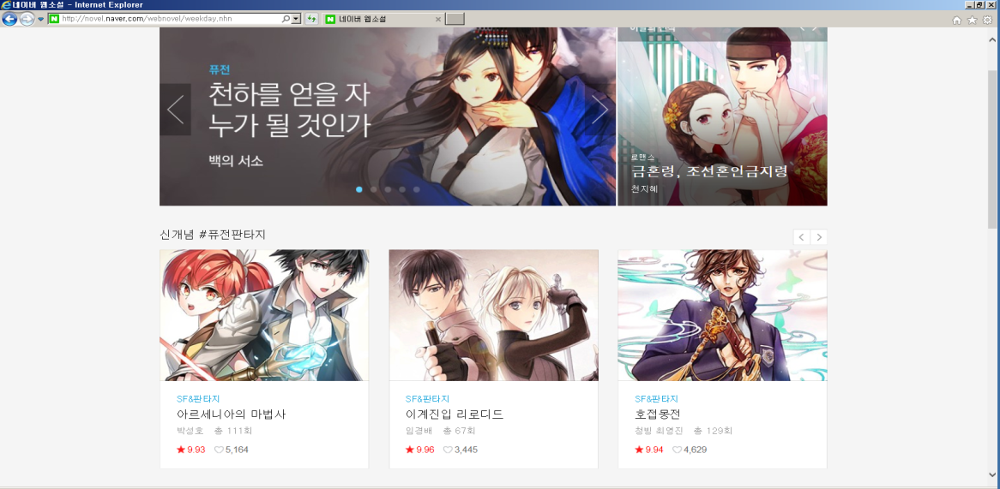 네이버 웹소설 - Internet Explorer
http://novel.naver.com/webnovel/weekday.nhn
네이버 웹소설
퓨전
천하를 얻을 자
누가 될 것인가
백의 서소
로맨스
금혼령, 조선혼인금지령
천지혜
신개념 #퓨전판타지
SF&판타지
아르세니아의 마법사
박성호 총 111회
9.93 5,164
SF&판타지
이계진입 리로디드
임경배 총 67회
9.96 3,445
SF&판타지
호접몽전
청빙 최영진 총 129회
9.94 4,629